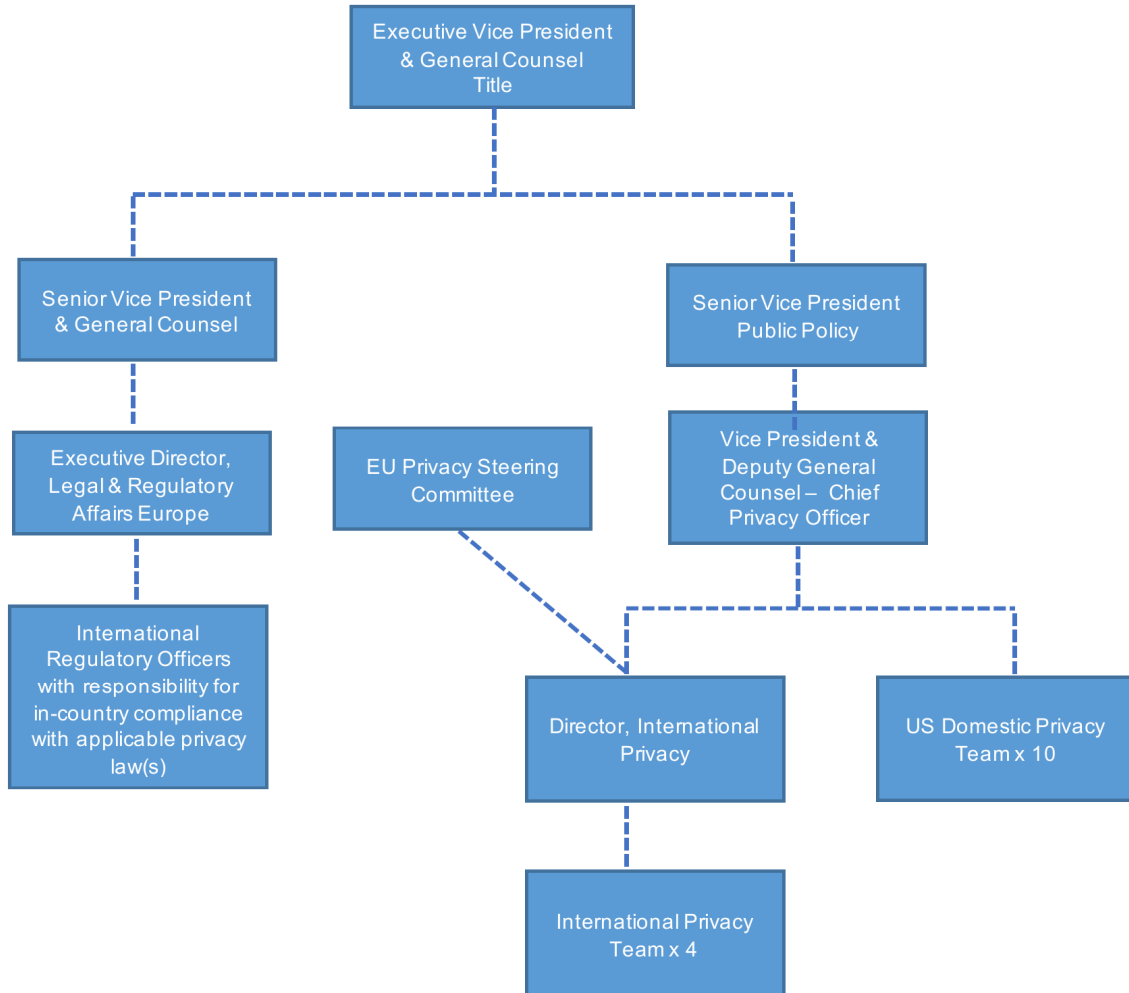 Executive Vice President
& General Counsel
Title
Senior Vice President
& General Counsel
Senior Vice President
Public Policy
Executive Director,
Legal & Regulatory
Affairs Europe
EU Privacy Steering
Committee
Vice President &
Deputy General
Counsel – Chief
Privacy Officer
International
Regulatory Officers
with responsibility for
in-country compliance
with applicable privacy
law(s)
Director, International
Privacy
US Domestic Privacy
Team x 10
International Privacy
Team x 4